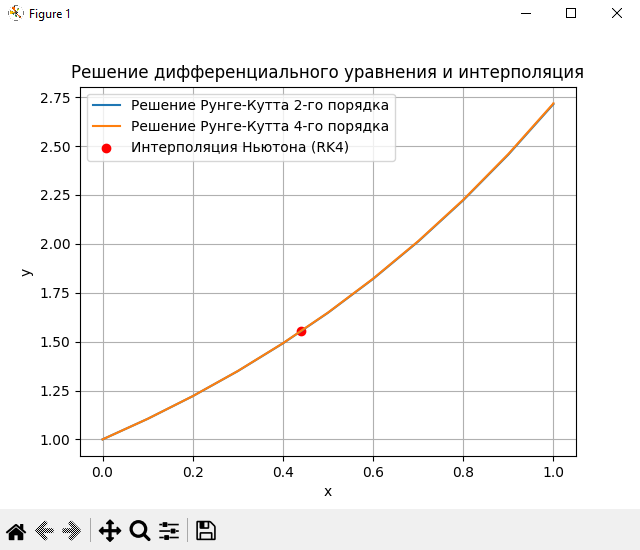 Figure 1
Решение дифференциального уравнения и интерполяция
Решение Рунге-Кутта 2-го порядка
Решение Рунге-Кутта 4-го порядка
Интерполяция Ньютона (RK4)
2.75
2.50
2.25
2.00
1.75
1.50
1.25
1.00
y
0.0 0.2 0.4 0.6 0.8 1.0
x